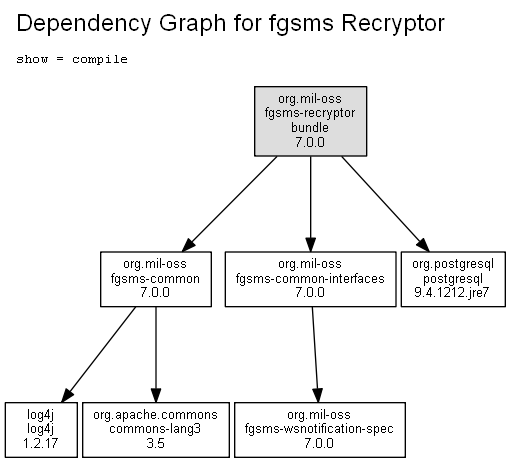 Dependency Graph for fgsms Recryptor
show = compile
org.mil-oss
fgsms-recryptor
bundle
7.0.0
org.mil-oss
fgsms-common
7.0.0
org.mil-oss
fgsms-common-interfaces
7.0.0
org.postgresql
postgresql
9.4.1212.jre7
log4j
log4j
1.2.17
org.apache.commons
commons-lang3
3.5
org.mil-oss
fgsms-wsnotification-spec
7.0.0